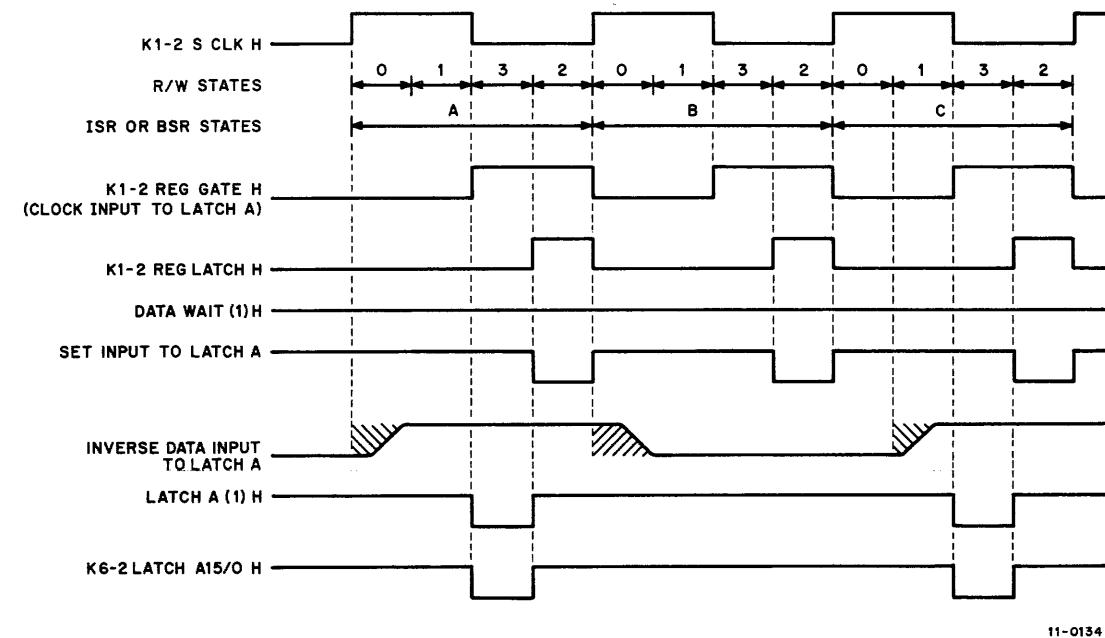 K1-2 S CLK H
0 1 3 2 0 1 3 2 0 1 3 2
R/W STATES
A B C
ISR OR BSR STATES
K1-2 REG GATE H
(CLOCK INPUT TO LATCH A)
K1-2 REG LATCH H
DATA WAIT (1) H
SET INPUT TO LATCH A
INVERSE DATA INPUT
TO LATCH A
LATCH A (1) H
K6-2 LATCH A15/0 H
11-0134